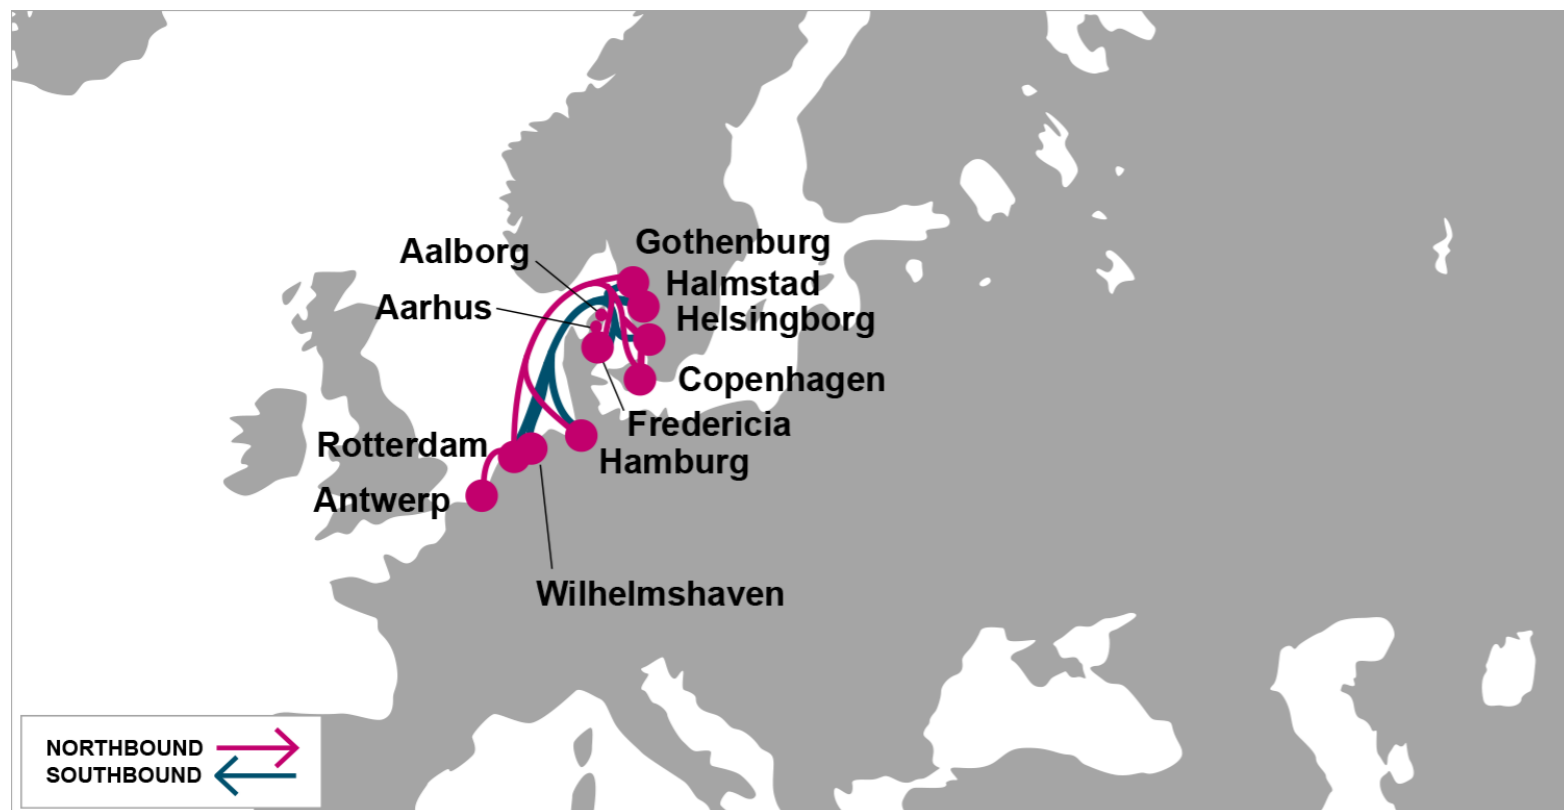 Gothenburg
Aalborg
Halmstad
Aarhus
Helsingborg
Copenhagen
Fredericia
Rotterdam
Hamburg
Antwerp
Wilhelmshaven
NORTHBOUND
SOUTHBOUND